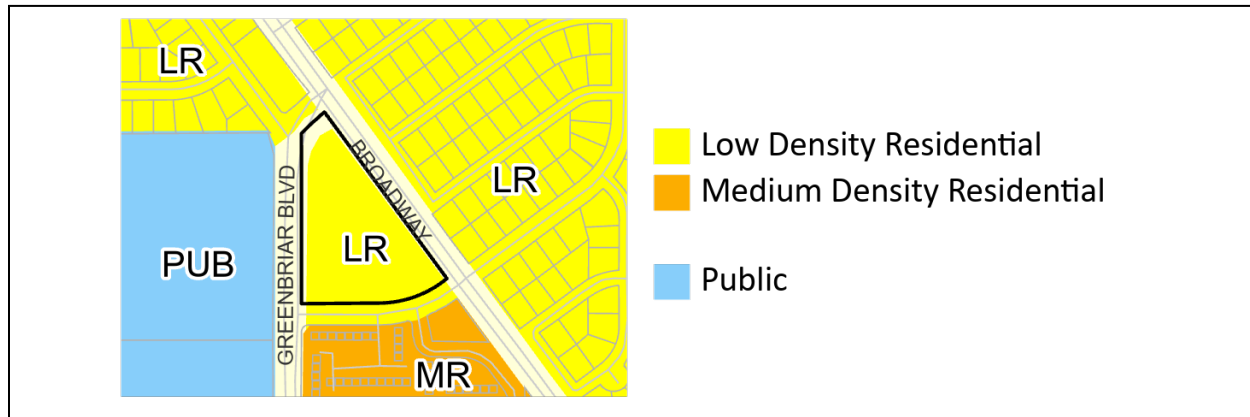 LR
GREENBRIAR BLVD
BROADWAY
LR
LR
PUB
MR
Low Density Residential
Medium Density Residential
Public